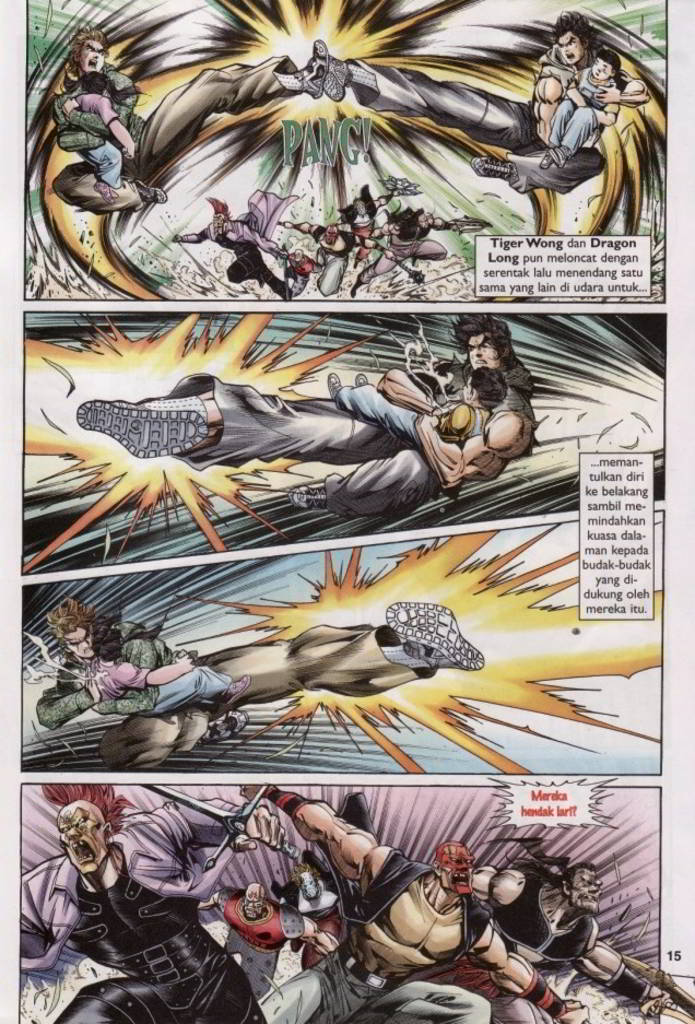 PANG!
Tiger Wong dan Dragon
Long pun meloncat dengan
serentak lalu menendang satu
sama yang lain di udara untuk...
...meman-
tulkan diri
ke belakang
sambil me-
mindahkan
kuasa dalam-
man kepada
budak-budak
yang di-
dukung oleh
mereka itu.
Mereka
hendak lari?
15